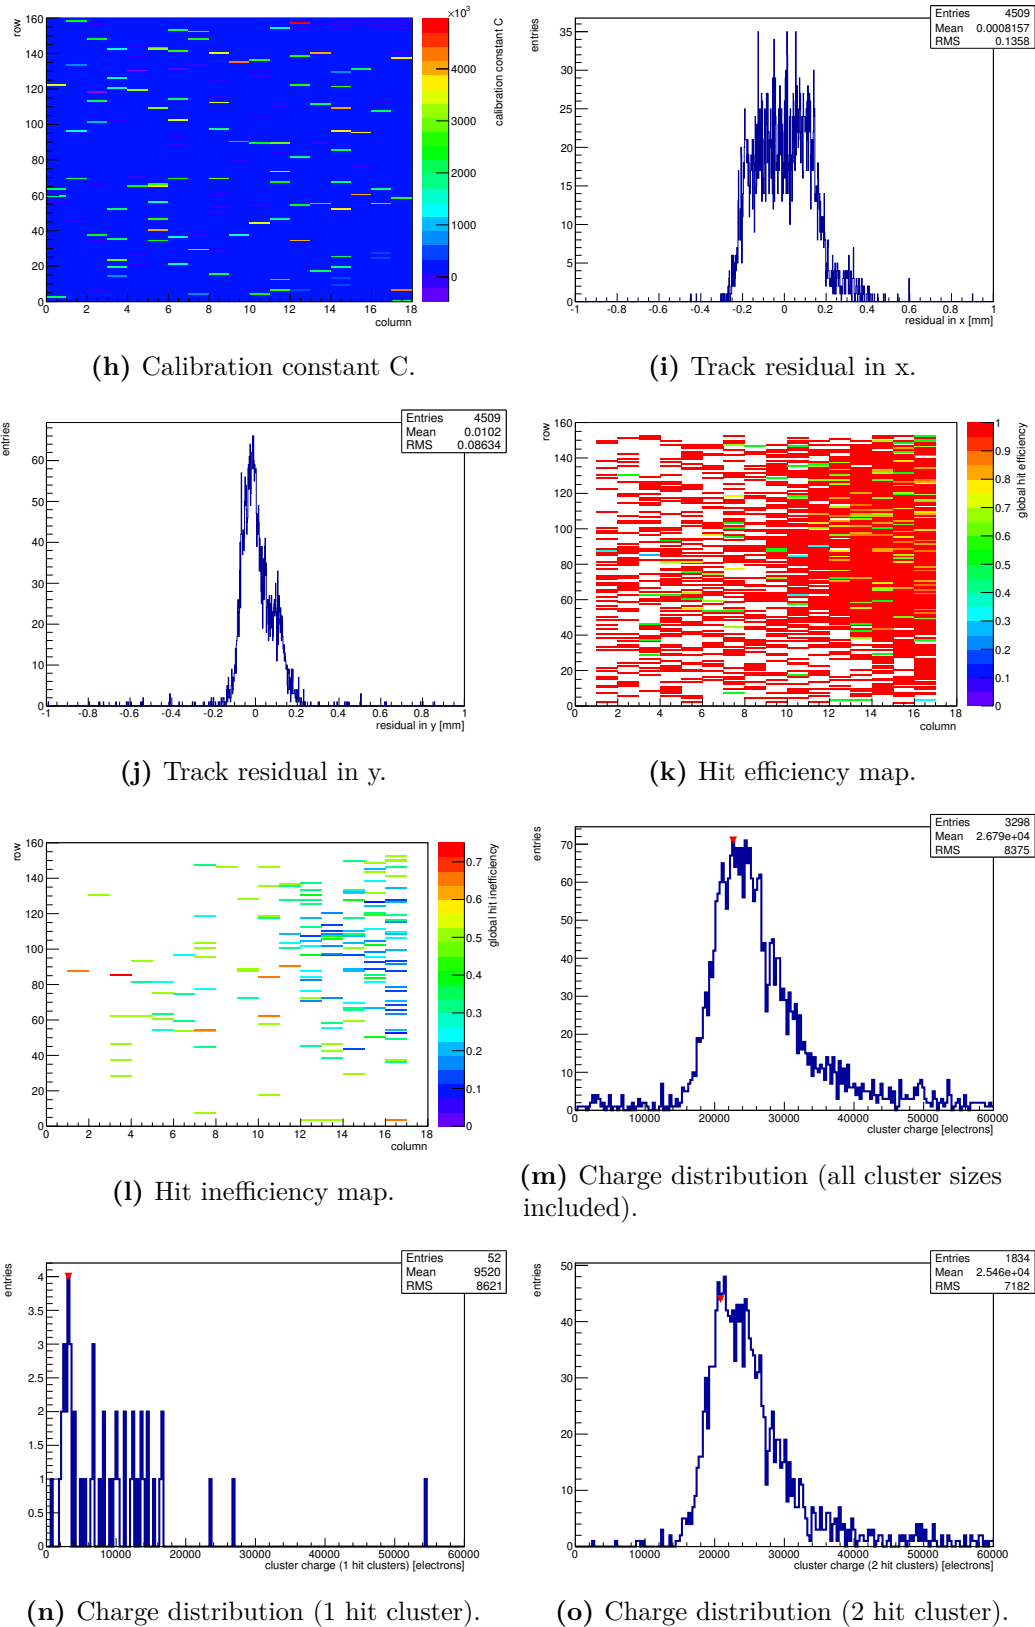 ×10³
160
140
120
100
80
60
40
20
0
row
0 2 4 6 8 10 12 14 16 18
column
4000
3000
2000
1000
0
calibration constant C
(h) Calibration constant C.
Entries 4509
Mean 0.0008157
RMS 0.1358
entries
35
30
25
20
15
10
5
0
-1 -0.8 -0.6 -0.4 -0.2 0 0.2 0.4 0.6 0.8 1
residual in x [mm]
(i) Track residual in x.
Entries 4509
Mean 0.0102
RMS 0.08634
entries
60
50
40
30
20
10
0
-1 -0.8 -0.6 -0.4 -0.2 0 0.2 0.4 0.6 0.8 1
residual in y [mm]
(j) Track residual in y.
row
160
140
120
100
80
60
40
20
0
0 2 4 6 8 10 12 14 16 18
column
1
0.9
0.8
0.7
0.6
0.5
0.4
0.3
0.2
0.1
0
global hit efficiency
(k) Hit efficiency map.
row
160
140
120
100
80
60
40
20
0
0 2 4 6 8 10 12 14 16 18
column
0.7
0.6
0.5
0.4
0.3
0.2
0.1
0
global hit inefficiency
(l) Hit inefficiency map.
Entries 3298
Mean 2.679e+04
RMS 8375
entries
70
60
50
40
30
20
10
0
0 10000 20000 30000 40000 50000 60000
cluster charge [electrons]
(m) Charge distribution (all cluster sizes
included).
Entries 52
Mean 9520
RMS 8621
entries
4
3.5
3
2.5
2
1.5
1
0.5
0
0 10000 20000 30000 40000 50000 60000
cluster charge (1 hit clusters) [electrons]
(n) Charge distribution (1 hit cluster).
Entries 1834
Mean 2.546e+04
RMS 7182
entries
50
40
30
20
10
0
0 10000 20000 30000 40000 50000 60000
cluster charge (2 hit clusters) [electrons]
(o) Charge distribution (2 hit cluster).